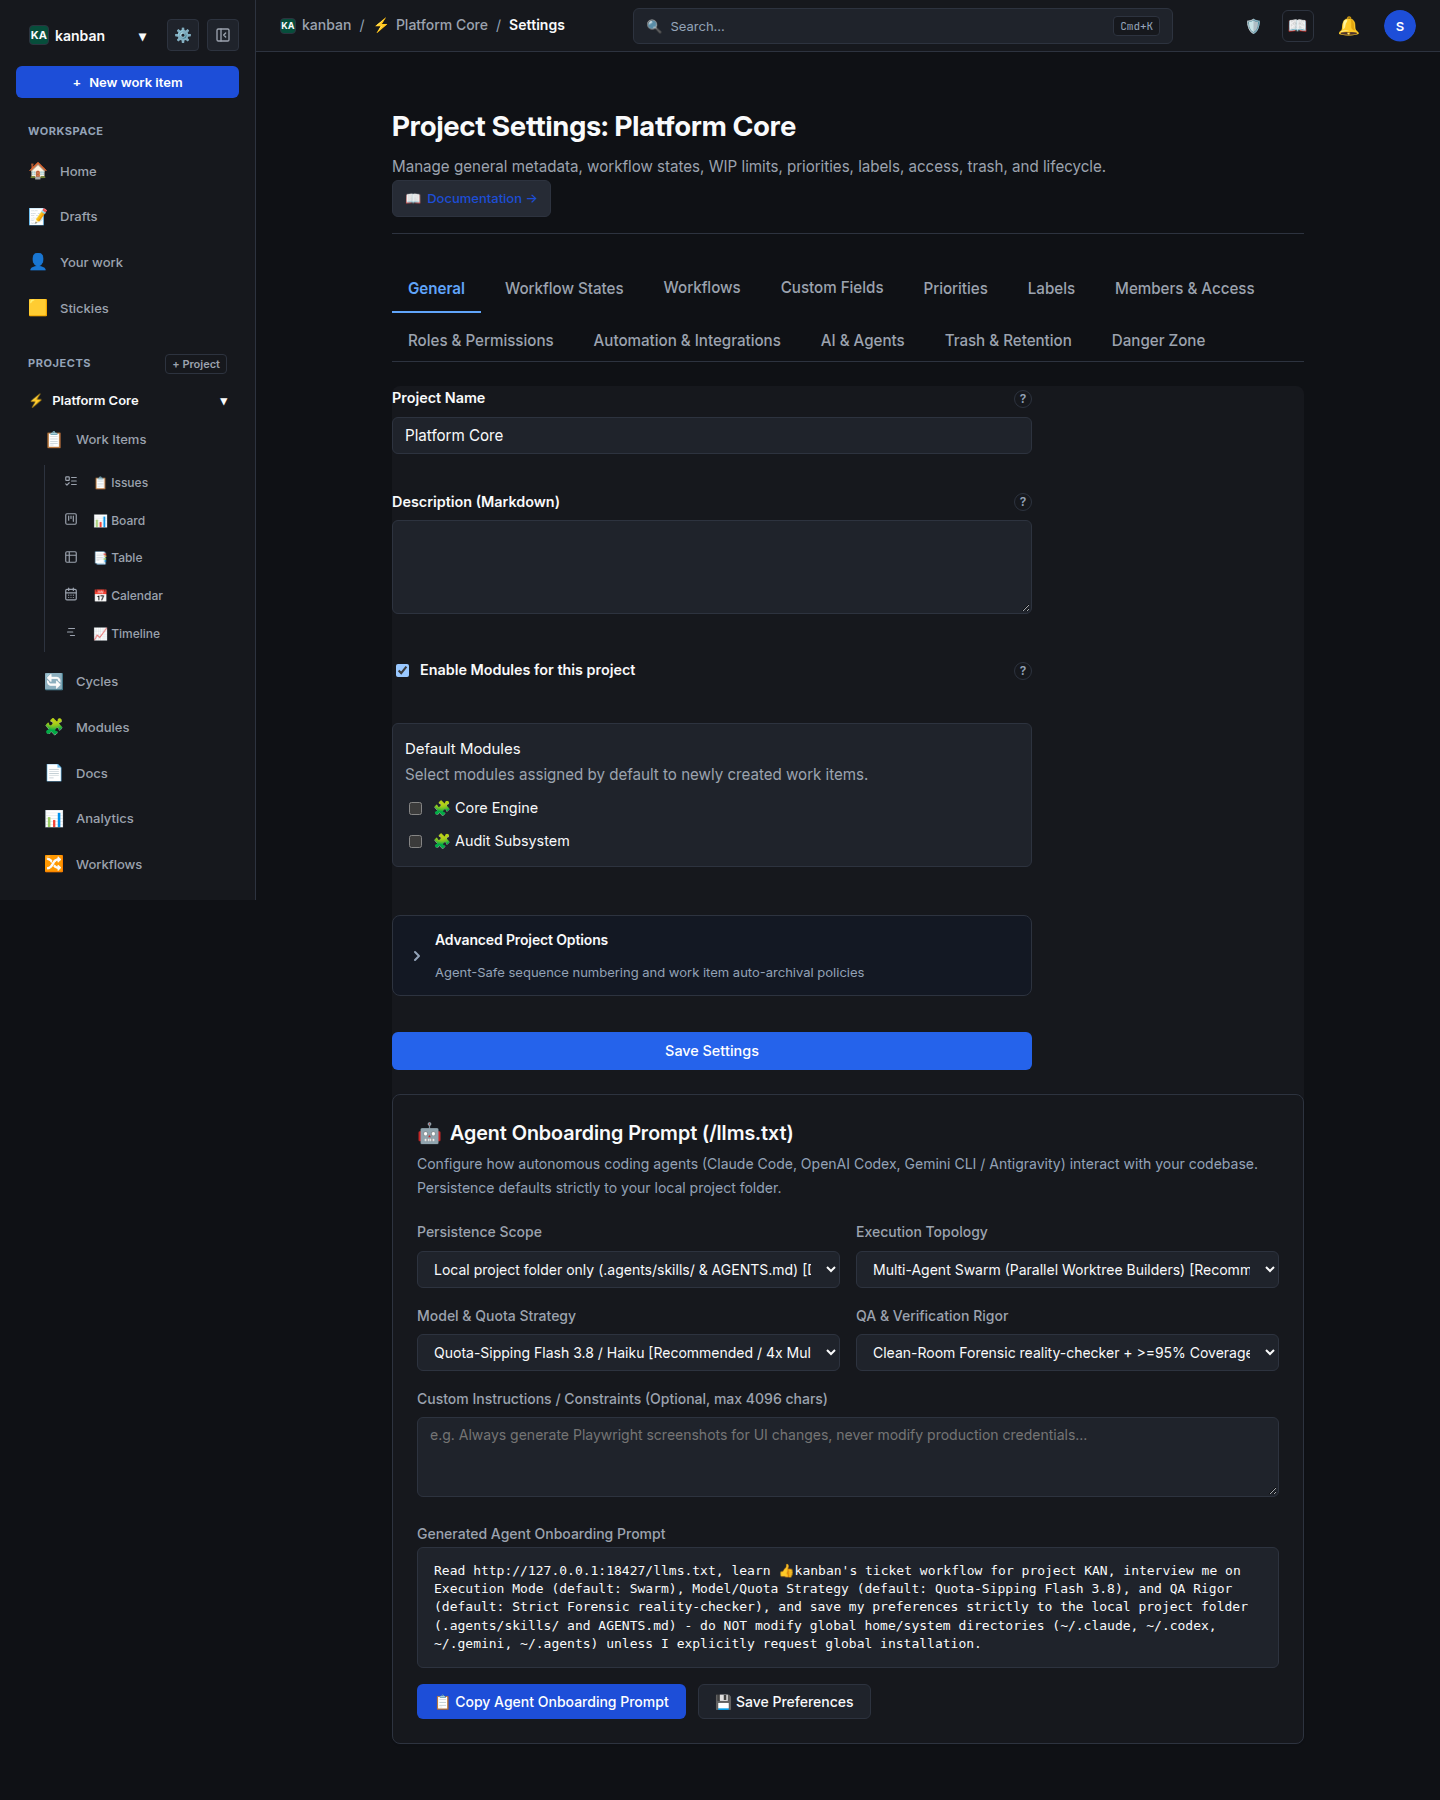 KA kanban ▾
+ New work item
WORKSPACE
Home
Drafts
Your work
Stickies
PROJECTS
+ Project
Platform Core ▾
Work Items
Issues
Board
Table
Calendar
Timeline
Cycles
Modules
Docs
Analytics
Workflows
KA kanban / ⚡ Platform Core / Settings
Search...
Cmd+K
S
Project Settings: Platform Core
Manage general metadata, workflow states, WIP limits, priorities, labels, access, trash, and lifecycle.
Documentation →
General Workflow States Workflows Custom Fields Priorities Labels Members & Access
Roles & Permissions Automation & Integrations AI & Agents Trash & Retention Danger Zone
Project Name ?
Platform Core
Description (Markdown) ?
Enable Modules for this project ?
Default Modules
Select modules assigned by default to newly created work items.
Core Engine
Audit Subsystem
Advanced Project Options
Agent-Safe sequence numbering and work item auto-archival policies
Save Settings
Agent Onboarding Prompt (/llms.txt)
Configure how autonomous coding agents (Claude Code, OpenAI Codex, Gemini CLI / Antigravity) interact with your codebase.
Persistence defaults strictly to your local project folder.
Persistence Scope
Local project folder only (.agents/skills/ & AGENTS.md) [
Execution Topology
Multi-Agent Swarm (Parallel Worktree Builders) [Recomm
Model & Quota Strategy
Quota-Sipping Flash 3.8 / Haiku [Recommended / 4x Mul
QA & Verification Rigor
Clean-Room Forensic reality-checker + >=95% Coverage
Custom Instructions / Constraints (Optional, max 4096 chars)
e.g. Always generate Playwright screenshots for UI changes, never modify production credentials...
Generated Agent Onboarding Prompt
Read http://127.0.0.1:18427/llms.txt, learn 👍kanban's ticket workflow for project KAN, interview me on
Execution Mode (default: Swarm), Model/Quota Strategy (default: Quota-Sipping Flash 3.8), and QA Rigor
(default: Strict Forensic reality-checker), and save my preferences strictly to the local project folder
(.agents/skills/ and AGENTS.md) - do NOT modify global home/system directories (~/.claude, ~/.codex,
~/.gemini, ~/.agents) unless I explicitly request global installation.
Copy Agent Onboarding Prompt
Save Preferences